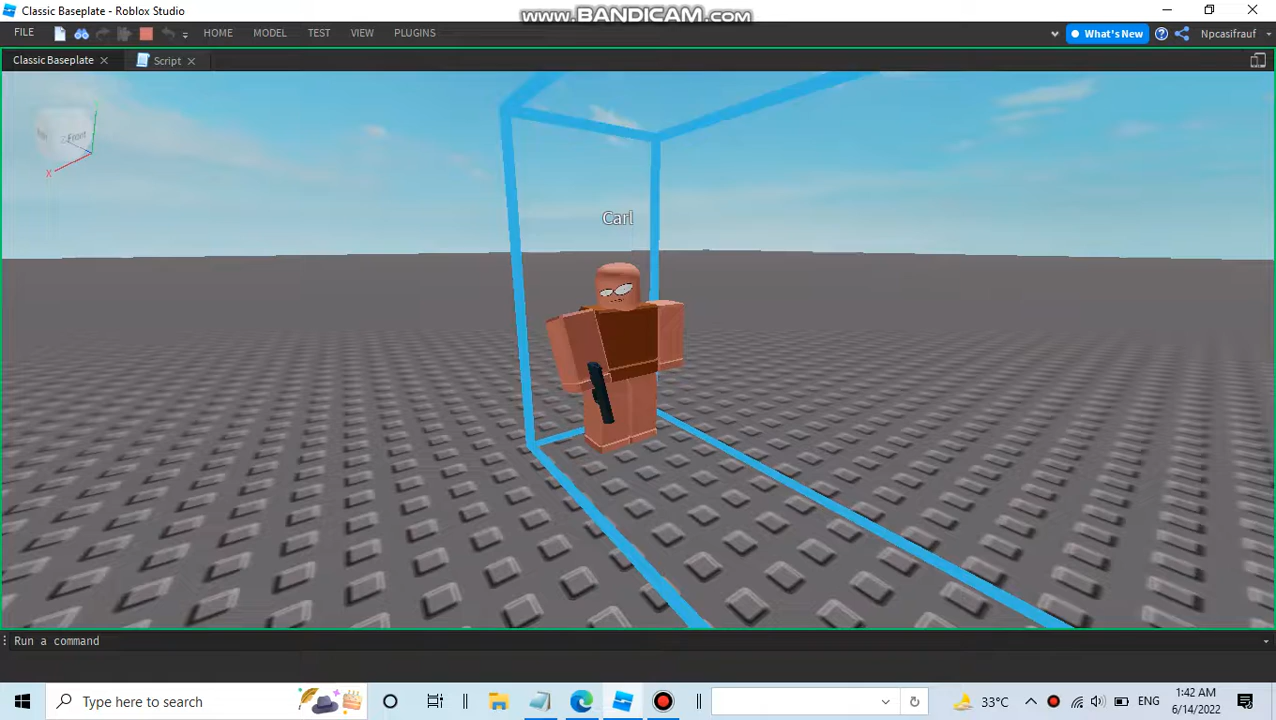 Classic Baseplate - Roblox Studio
www.BANDICAM.com
FILE HOME MODEL TEST VIEW PLUGINS What's New Npcasifrauf
Classic Baseplate Script
Front
X
Carl
Run a command
Type here to search 33°C ENG 1:42 AM
6/14/2022